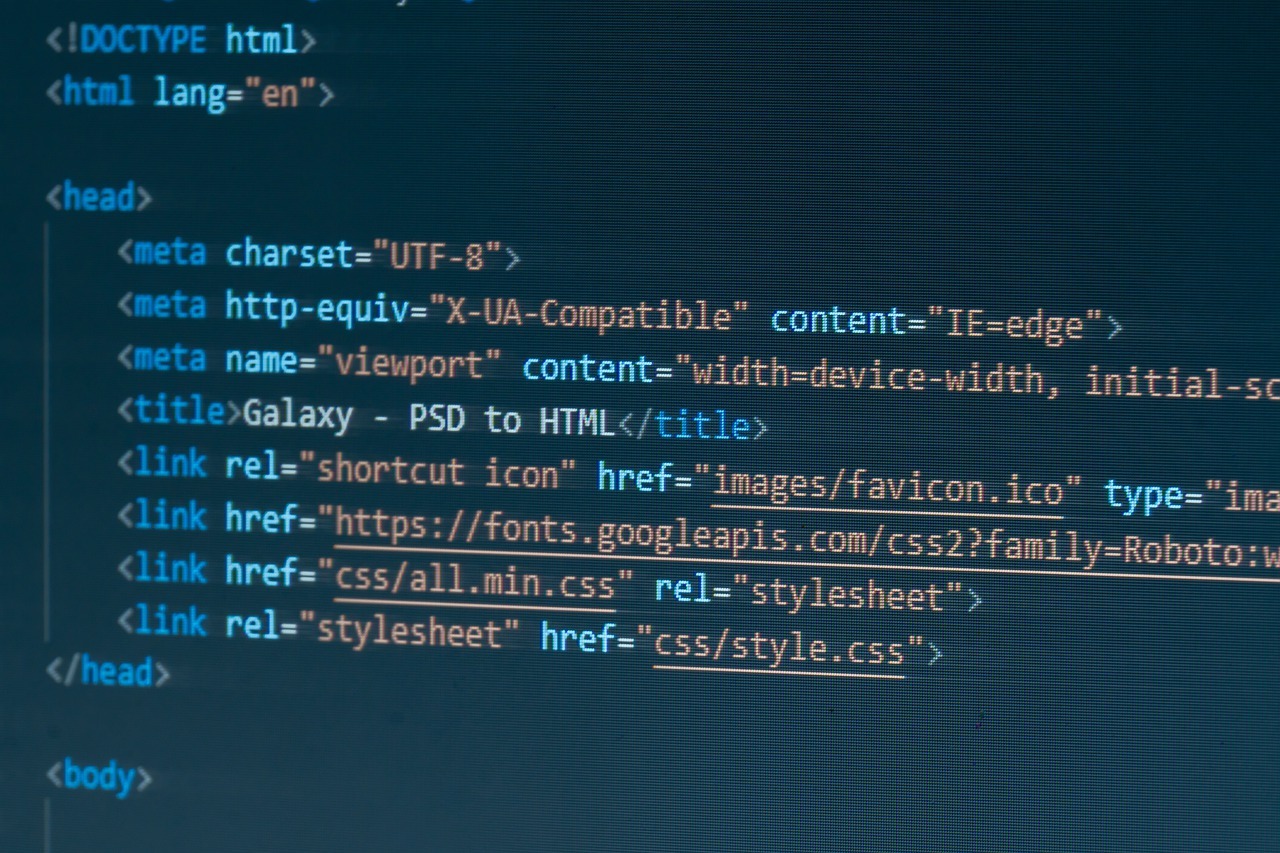 <!DOCTYPE html>
<html lang="en">
<head>
<meta charset="UTF-8">
<meta http-equiv="X-UA-Compatible" content="IE=edge">
<meta name="viewport" content="width=device-width, initial-sc
<title>Galaxy - PSD to HTML</title>
<link rel="shortcut icon" href="images/favicon.ico" type="ima
<link href="https://fonts.googleapis.com/css2?family=Roboto:w
<link href="css/all.min.css" rel="stylesheet">
<link rel="stylesheet" href="css/style.css">
</head>
<body>